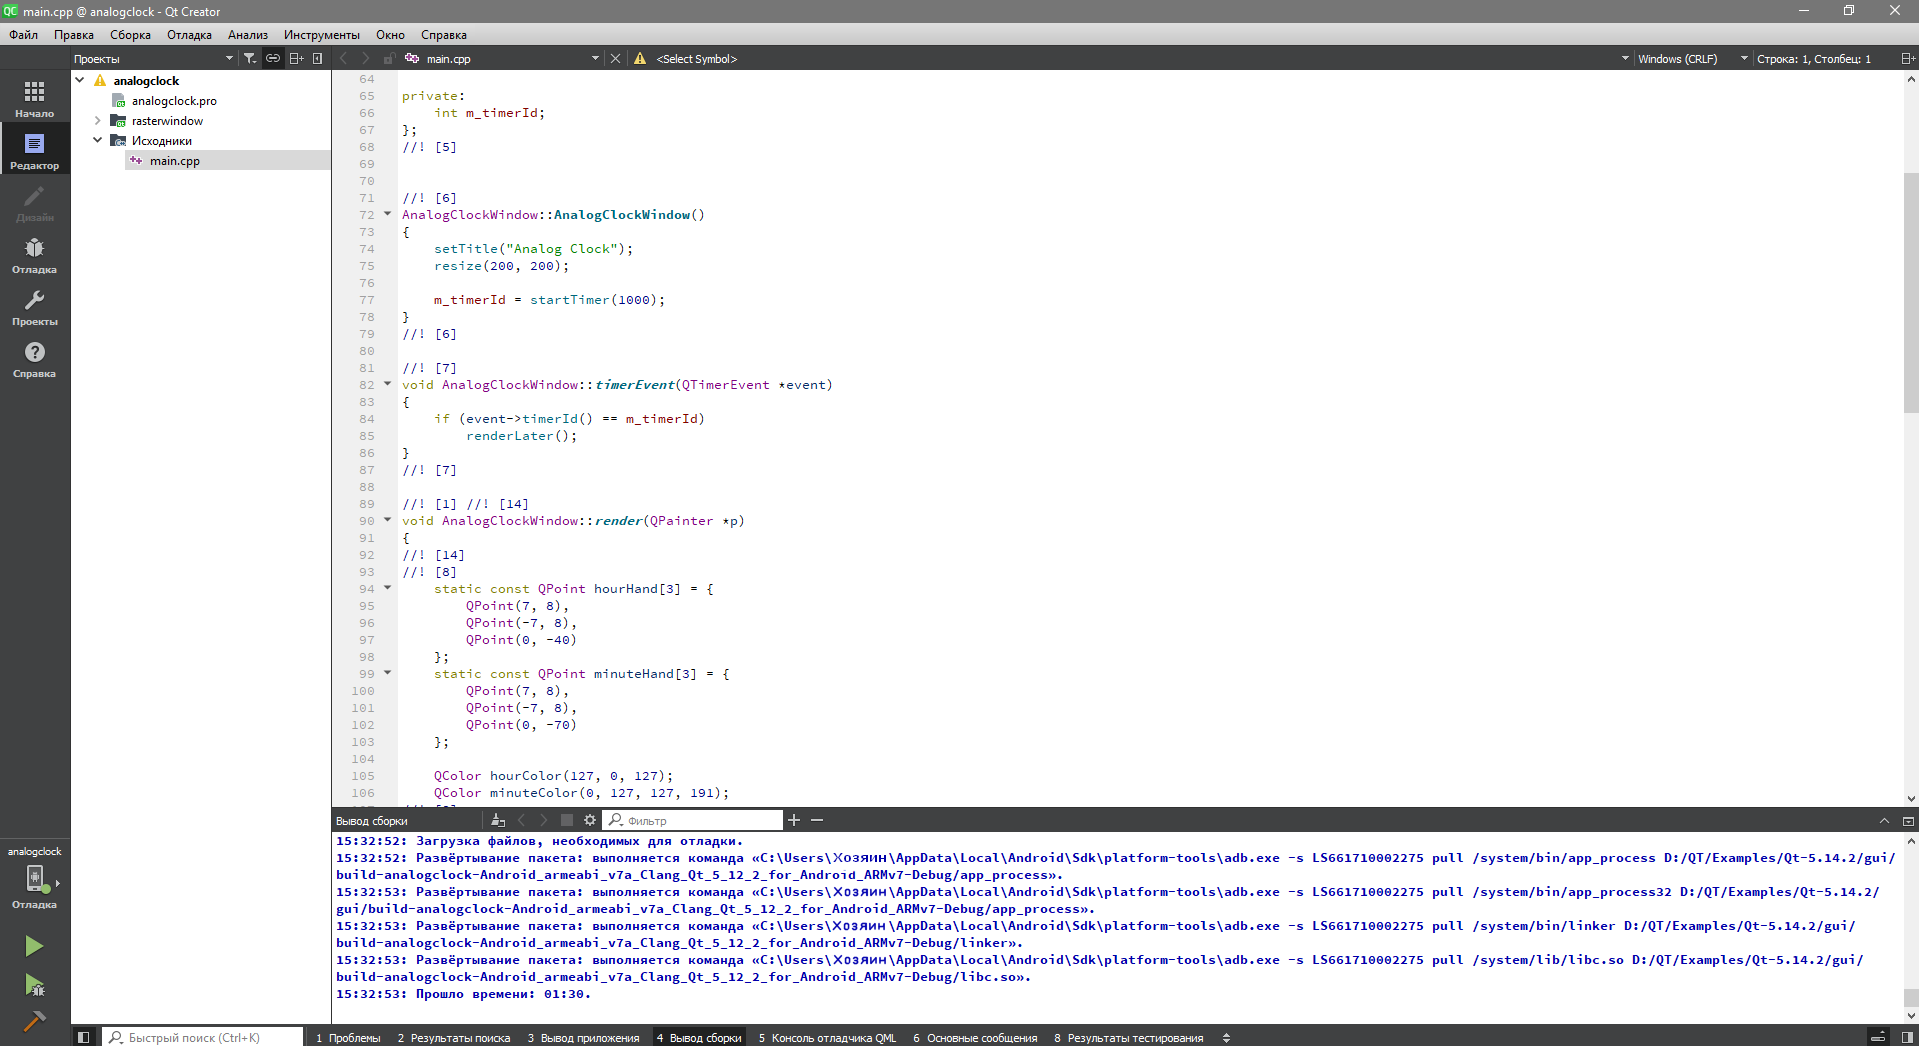 main.cpp @ analogclock - Qt Creator
Файл Правка Сборка Отладка Анализ Инструменты Окно Справка
Проекты
main.cpp
<Select Symbol>
Windows (CRLF)
Строка: 1, Столбец: 1
Начало
Редактор
Дизайн
Отладка
Проекты
Справка
analogclock
analogclock.pro
rasterwindow
Исходники
main.cpp
64
65 private:
66 int m_timerId;
67 };
68 //! [5]
69
70
71 //! [6]
72 AnalogClockWindow::AnalogClockWindow()
73 {
74 setTitle("Analog Clock");
75 resize(200, 200);
76
77 m_timerId = startTimer(1000);
78 }
79 //! [6]
80
81 //! [7]
82 void AnalogClockWindow::timerEvent(QTimerEvent *event)
83 {
84 if (event->timerId() == m_timerId)
85 renderLater();
86 }
87 //! [7]
88
89 //! [1] //! [14]
90 void AnalogClockWindow::render(QPainter *p)
91 {
92 //! [14]
93 //! [8]
94 static const QPoint hourHand[3] = {
95 QPoint(7, 8),
96 QPoint(-7, 8),
97 QPoint(0, -40)
98 };
99 static const QPoint minuteHand[3] = {
100 QPoint(7, 8),
101 QPoint(-7, 8),
102 QPoint(0, -70)
103 };
104
105 QColor hourColor(127, 0, 127);
106 QColor minuteColor(0, 127, 127, 191);
Вывод сборки
Фильтр
15:32:52: Загрузка файлов, необходимых для отладки.
15:32:52: Развёртывание пакета: выполняется команда «C:\Users\Хозяин\AppData\Local\Android\Sdk\platform-tools\adb.exe -s LS661710002275 pull /system/bin/app_process D:/QT/Examples/Qt-5.14.2/gui/
build-analogclock-Android_armeabi_v7a_Clang_Qt_5_12_2_for_Android_ARMv7-Debug/app_process».
15:32:53: Развёртывание пакета: выполняется команда «C:\Users\Хозяин\AppData\Local\Android\Sdk\platform-tools\adb.exe -s LS661710002275 pull /system/bin/app_process32 D:/QT/Examples/Qt-5.14.2/
gui/build-analogclock-Android_armeabi_v7a_Clang_Qt_5_12_2_for_Android_ARMv7-Debug/app_process».
15:32:53: Развёртывание пакета: выполняется команда «C:\Users\Хозяин\AppData\Local\Android\Sdk\platform-tools\adb.exe -s LS661710002275 pull /system/bin/linker D:/QT/Examples/Qt-5.14.2/gui/
build-analogclock-Android_armeabi_v7a_Clang_Qt_5_12_2_for_Android_ARMv7-Debug/linker».
15:32:53: Развёртывание пакета: выполняется команда «C:\Users\Хозяин\AppData\Local\Android\Sdk\platform-tools\adb.exe -s LS661710002275 pull /system/lib/libc.so D:/QT/Examples/Qt-5.14.2/gui/
build-analogclock-Android_armeabi_v7a_Clang_Qt_5_12_2_for_Android_ARMv7-Debug/libc.so».
15:32:53: Прошло времени: 01:30.
analogclock
Отладка
Быстрый поиск (Ctrl+K)
1 Проблемы 2 Результаты поиска 3 Вывод приложения 4 Вывод сборки 5 Консоль отладчика QML 6 Основные сообщения 8 Результаты тестирования